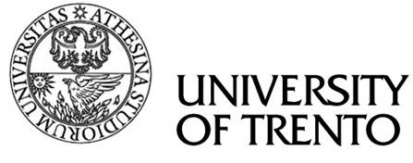 UNIVERSITAS ATHESINA STUDIORUM
UNIVERSITY
OF TRENTO